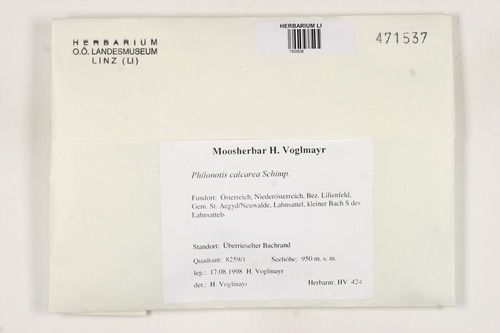 HERBARIUM
O.Ö. LANDESMUSEUM
LINZ (LI)
HERBARIUM LI
471537
Moosherbar H. Voglmayr
Philonotis calcarea Schimp.
Fundort: Österreich, Niederösterreich, Bez. Lilienfeld,
Gem. St. Aegyd/Neuwalde, Lahnsattel, kleiner Bach S des
Lahnsattels
Standort: Überrieselter Bachrand
Quadrant: 8259/1 Seehöhe: 950 m. s. m.
leg.: 17.08.1998 H. Voglmayr
det.: H. Voglmayr Herbarnr. HV 424